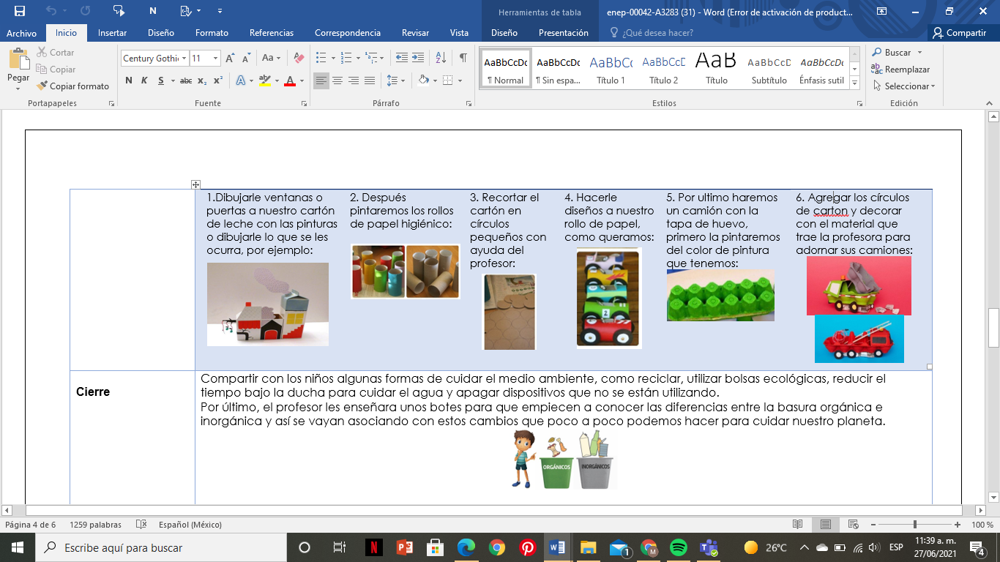 N
Herramientas de tabla
enep-00042-A3283 (31) - Word (Error de activación de product...
Archivo
Inicio
Insertar
Diseño
Formato
Referencias
Correspondencia
Revisar
Vista
Diseño
Presentación
¿Qué desea hacer?
Compartir
Pegar
Cortar
Copiar
Copiar formato
Portapapeles
Century Gothic
11
Aa
N K S abc x₂ x²
Fuente
Párrafo
AaBbCcDc
¶ Normal
AaBbCcDc
¶ Sin espa...
AaBbCc
Título 1
AaBbCcD
Título 2
AaB
Título
AaBbCcD
Subtítulo
AaBbCcDc
Énfasis sutil
Estilos
Buscar
Reemplazar
Seleccionar
Edición
1.Dibujarle ventanas o
puertas a nuestro cartón
de leche con las pinturas
o dibujarle lo que se les
ocurra, por ejemplo:
2. Después
pintaremos los rollos
de papel higiénico:
3. Recortar el
cartón en
círculos
pequeños con
ayuda del
profesor:
4. Hacerle
diseños a nuestro
rollo de papel,
como queramos:
2
5. Por ultimo haremos
un camión con la
tapa de huevo,
primero la pintaremos
del color de pintura
que tenemos:
6. Agregar los círculos
de carton y decorar
con el material que
trae la profesora para
adornar sus camiones:
Cierre
Compartir con los niños algunas formas de cuidar el medio ambiente, como reciclar, utilizar bolsas ecológicas, reducir el
tiempo bajo la ducha para cuidar el agua y apagar dispositivos que no se están utilizando.
Por último, el profesor les enseñara unos botes para que empiecen a conocer las diferencias entre la basura orgánica e
inorgánica y así se vayan asociando con estos cambios que poco a poco podemos hacer para cuidar nuestro planeta.
ORGÁNICOS
INORGÁNICOS
Página 4 de 6
1259 palabras
Español (México)
100 %
Escribe aquí para buscar
26°C
ESP
11:39 a. m.
27/06/2021
4